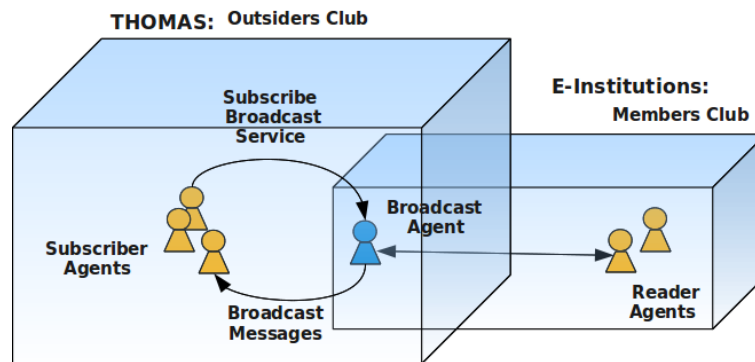 THOMAS: Outsiders Club
E-Institutions:
Members Club
Subscribe
Broadcast
Service
Broadcast
Agent
Subscriber
Agents
Broadcast
Messages
Reader
Agents